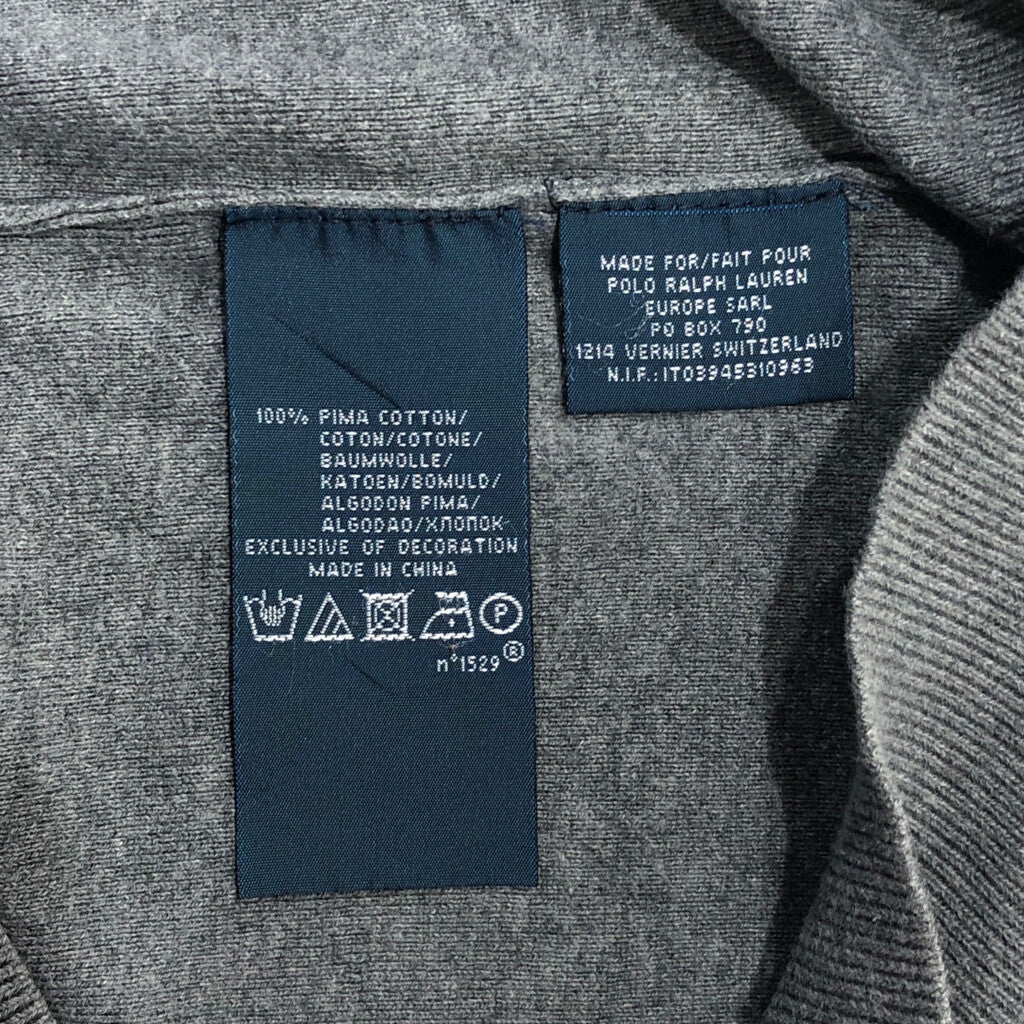 100% PIMA COTTON/
COTON/COTONE/
BAUMWOLLE/
KATOEN/BOMULD/
ALGODON PIMA/
ALGODAO/ХЛОПОК
EXCLUSIVE OF DECORATION
MADE IN CHINA
P
n°1529®
MADE FOR/FAIT POUR
POLO RALPH LAUREN
EUROPE SARL
PO BOX 790
1214 VERNIER SWITZERLAND
N.I.F.:IT03945310963